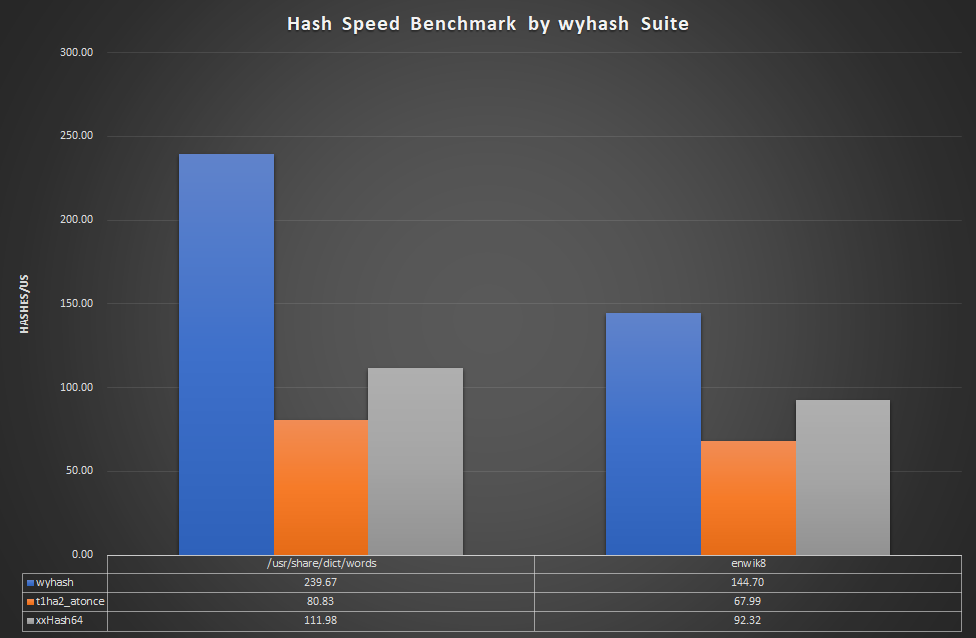 Hash Speed Benchmark by wyhash Suite
300.00
250.00
200.00
150.00
100.00
50.00
0.00
HASHES/US
/usr/share/dict/words enwik8
wyhash 239.67 144.70
t1ha2_atonce 80.83 67.99
xxHash64 111.98 92.32